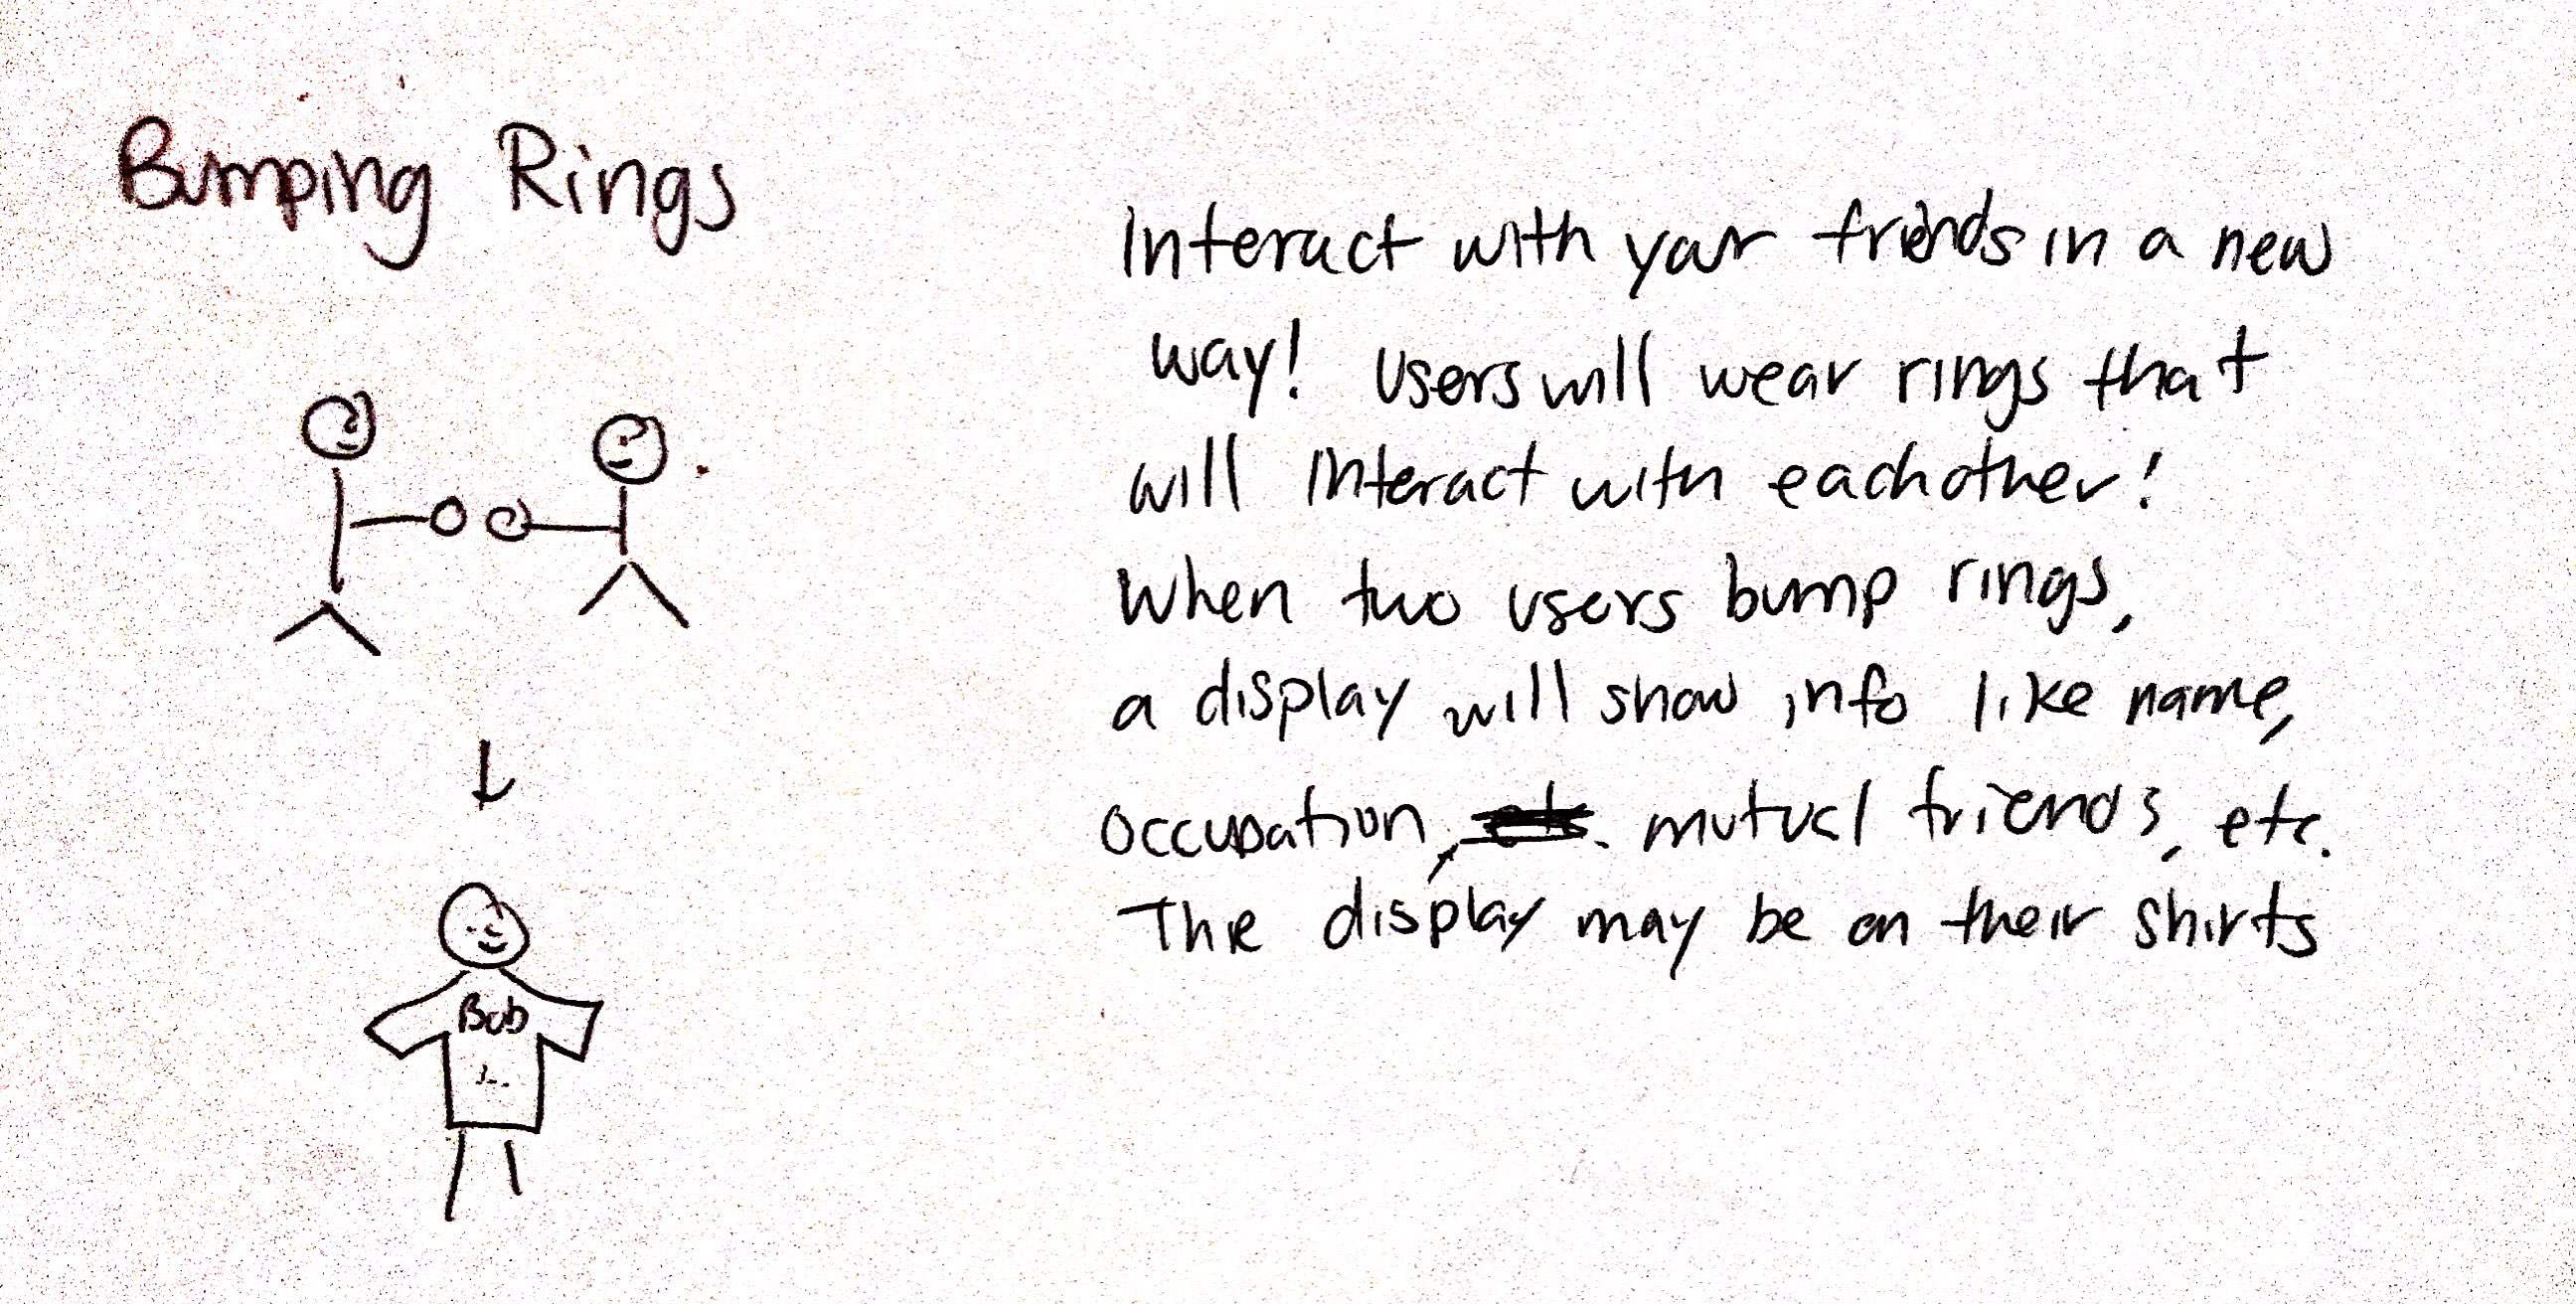 Bumping Rings
Interact with your friends in a new
way! Users will wear rings that
will interact with eachother!
When two users bump rings,
a display will show info like name,
occupation, etc. mutual friends, etc.
The display may be on their shirts
Bob